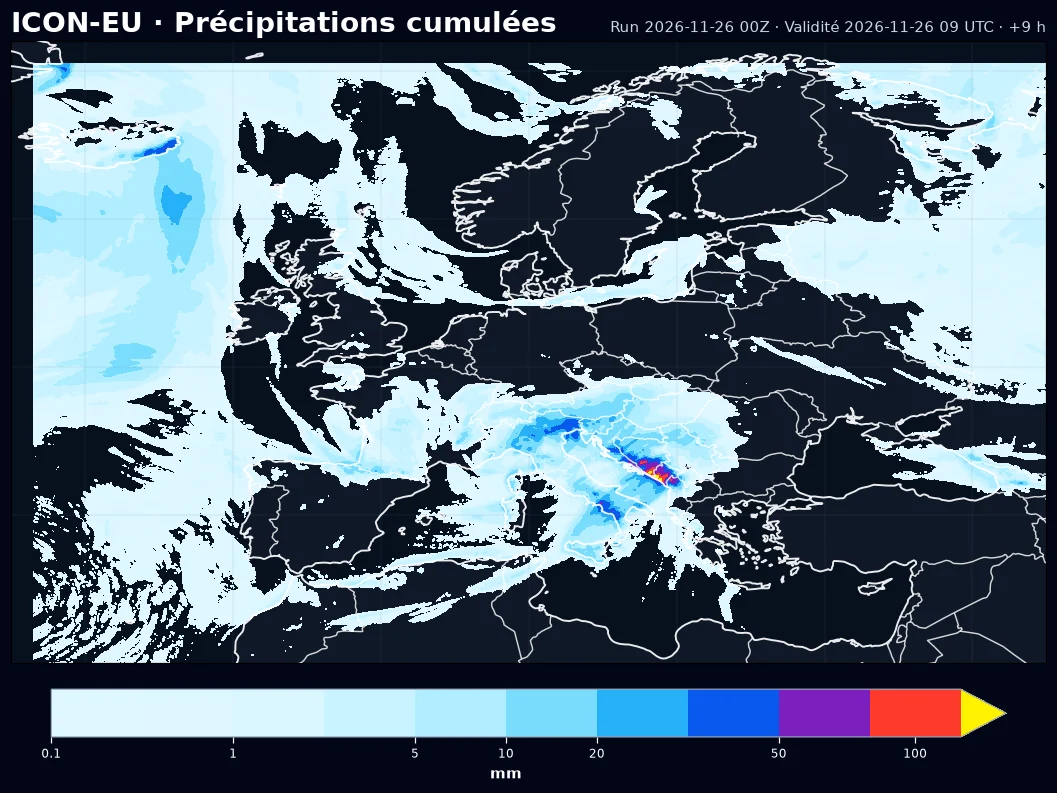 ICON-EU · Précipitations cumulées
Run 2026-11-26 00Z · Validité 2026-11-26 09 UTC · +9 h
0.1 1 5 10 20 50 100
mm